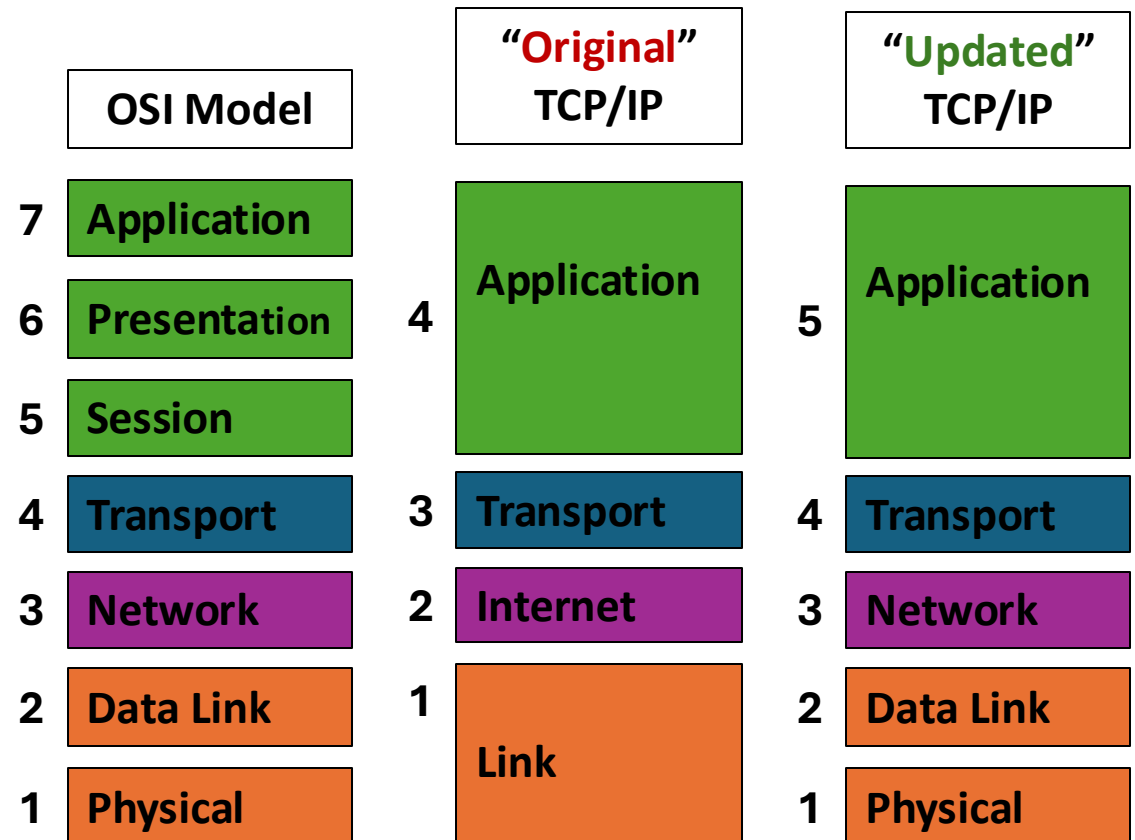 OSI Model
7 Application
6 Presentation
5 Session
4 Transport
3 Network
2 Data Link
1 Physical
“Original”
TCP/IP
4 Application
3 Transport
2 Internet
1 Link
“Updated”
TCP/IP
5 Application
4 Transport
3 Network
2 Data Link
1 Physical